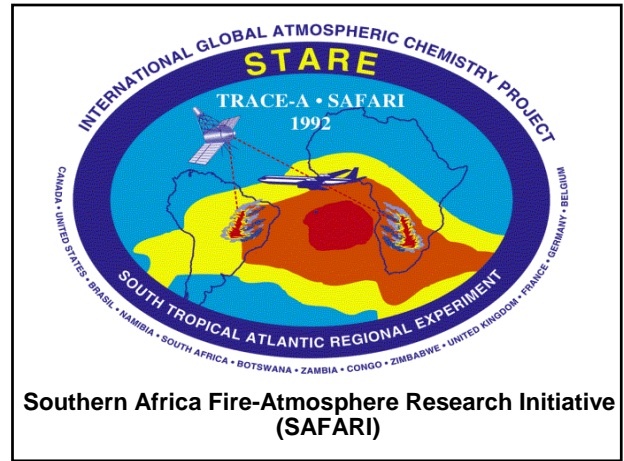 INTERNATIONAL GLOBAL ATMOSPHERIC CHEMISTRY PROJECT
STARE
TRACE-A • SAFARI
1992
SOUTH TROPICAL ATLANTIC REGIONAL EXPERIMENT
CANADA • UNITED STATES • BRASIL • NAMIBIA • SOUTH AFRICA • BOTSWANA • ZAMBIA • CONGO • ZIMBABWE • UNITED KINGDOM • FRANCE • GERMANY • BELGIUM
Southern Africa Fire-Atmosphere Research Initiative
(SAFARI)